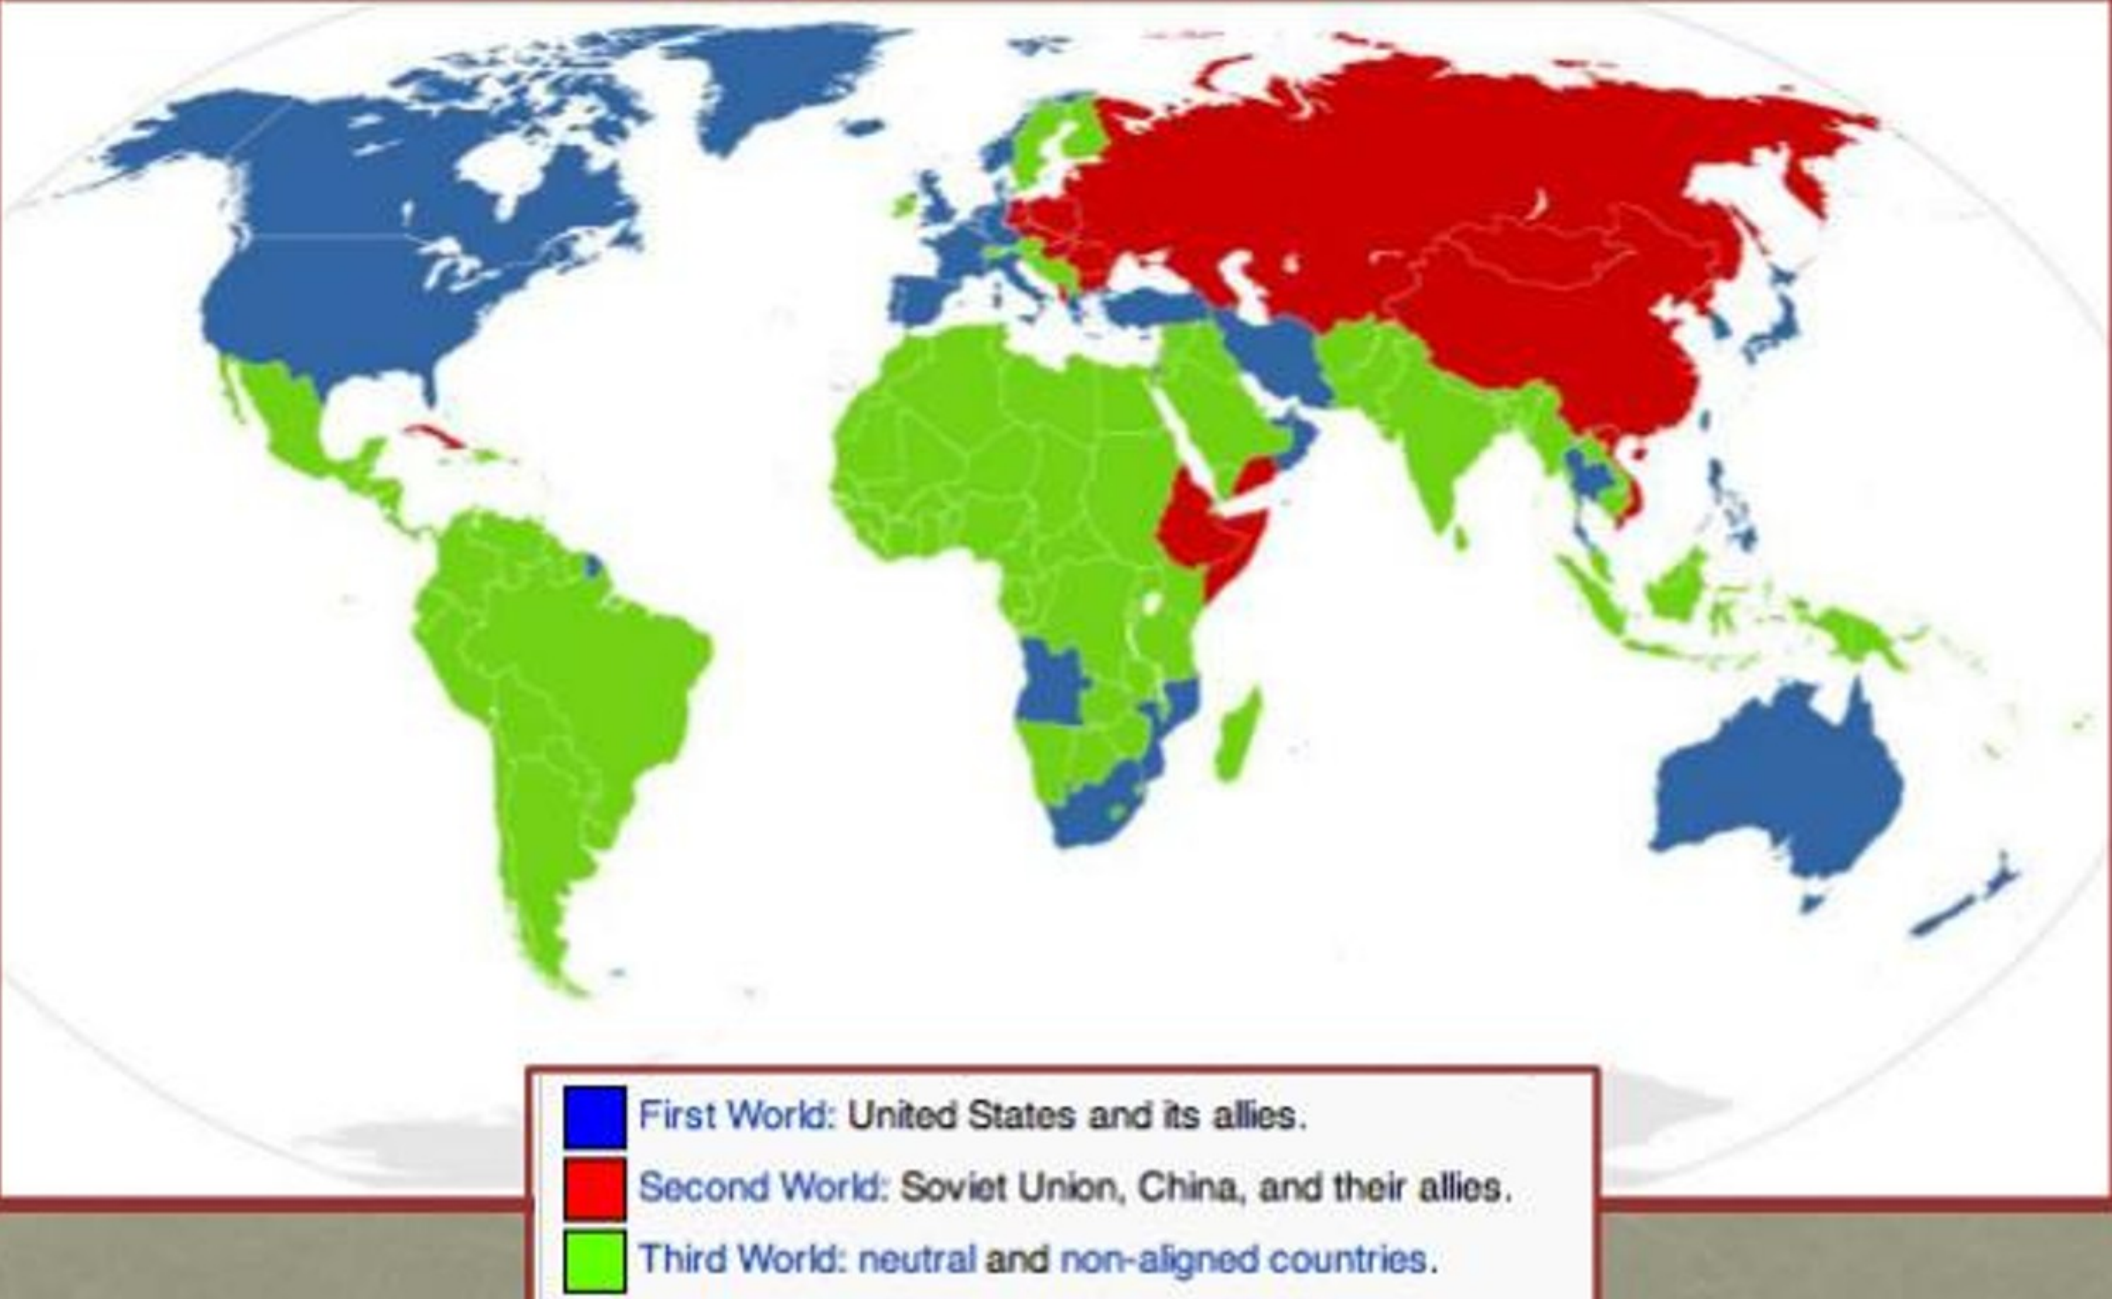 First World: United States and its allies.
Second World: Soviet Union, China, and their allies.
Third World: neutral and non-aligned countries.